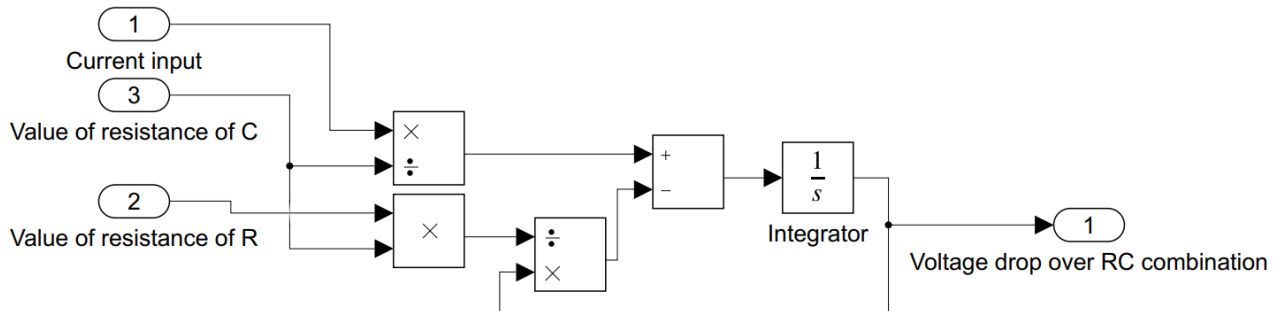 1
Current input
3
Value of resistance of C
×
÷
+
−
1
s
Integrator
2
Value of resistance of R
×
÷
×
1
Voltage drop over RC combination